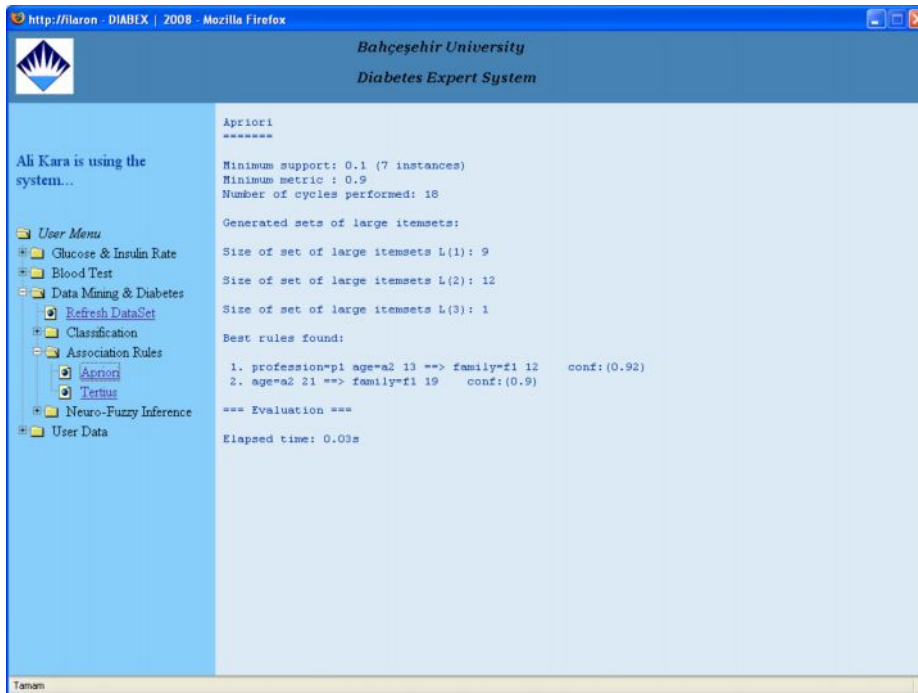 http://ilaron - DIABEX | 2008 - Mozilla Firefox
Bahçeşehir University
Diabetes Expert System
Ali Kara is using the
system...
User Menu
Glucose & Insulin Rate
Blood Test
Data Mining & Diabetes
Refresh DataSet
Classification
Association Rules
Apriori
Tertius
Neuro-Fuzzy Inference
User Data
Apriori
=======
Minimum support: 0.1 (7 instances)
Minimum metric : 0.9
Number of cycles performed: 18
Generated sets of large itemsets:
Size of set of large itemsets L(1): 9
Size of set of large itemsets L(2): 12
Size of set of large itemsets L(3): 1
Best rules found:
1. profession=p1 age=a2 13 ==> family=f1 12 conf:(0.92)
2. age=a2 21 ==> family=f1 19 conf:(0.9)
=== Evaluation ===
Elapsed time: 0.03s
Tamam